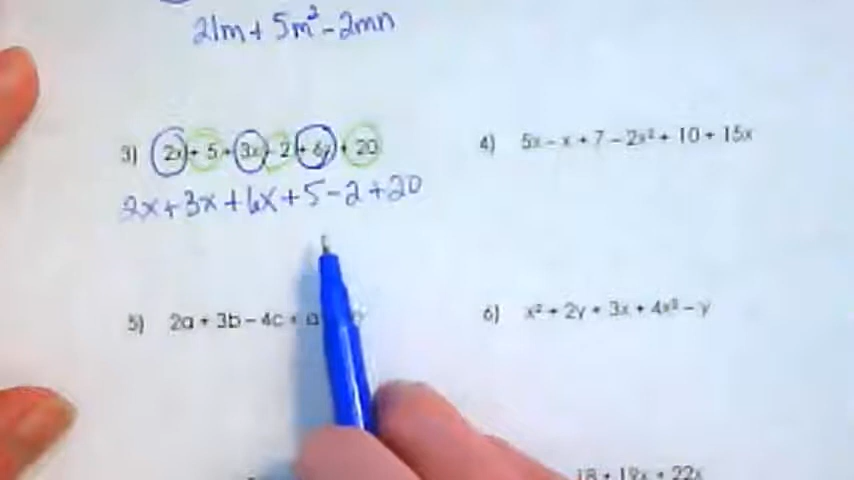 21m + 5m² - 2mn
3) 2x + 5 + 3x - 2 + 6y + 20
4) 5x - x + 7 - 2x² + 10 + 15x
2x + 3x + 6x + 5 - 2 + 20
5) 2a + 3b - 4c +
6) x² + 2y + 3x + 4x² - y
18 + 19x + 22x